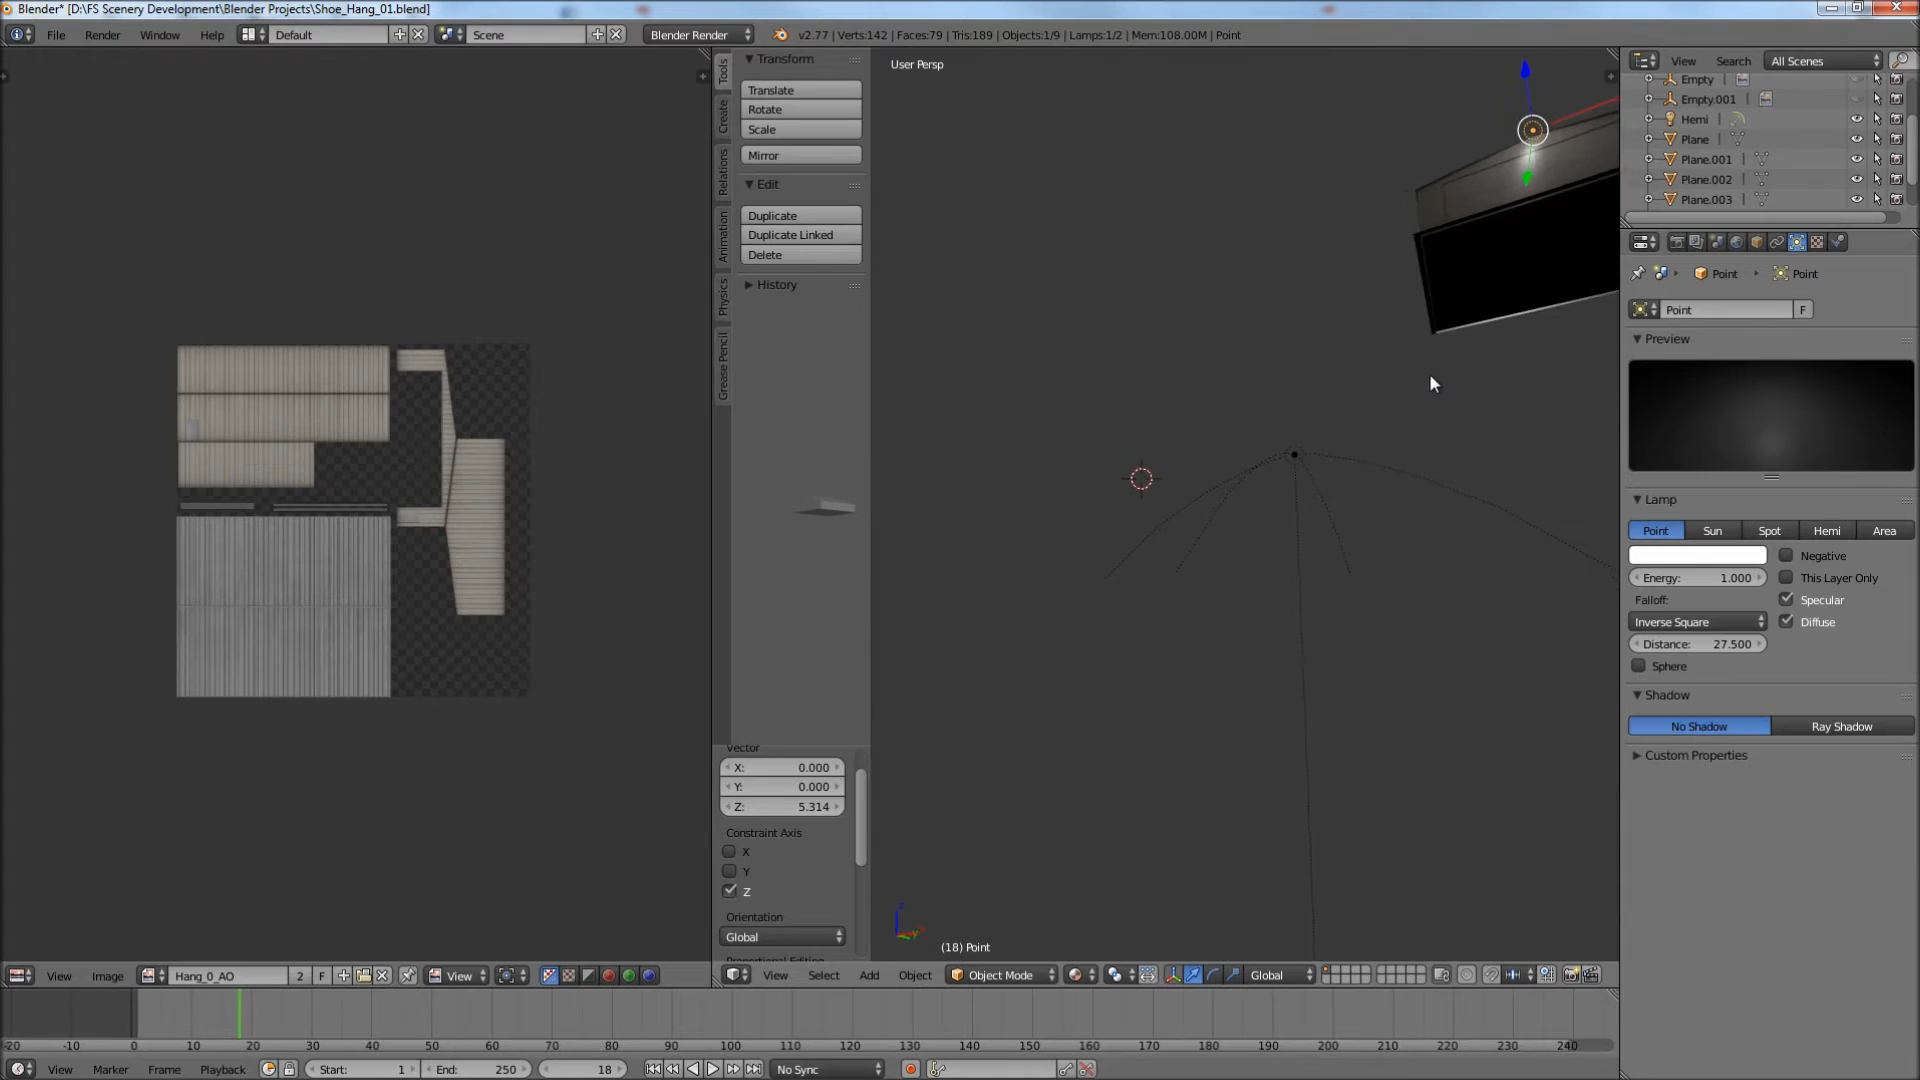 Blender* [D:\FS Scenery Development\Blender Projects\Shoe_Hang_01.blend]
File Render Window Help Default Scene Blender Render v2.77 | Verts:142 | Faces:79 | Tris:189 | Objects:1/9 | Lamps:1/2 | Mem:108.00M | Point
Tools
Create
Relations
Animation
Physics
Grease Pencil
Transform
Translate
Rotate
Scale
Mirror
Edit
Duplicate
Duplicate Linked
Delete
History
Vector
X: 0.000
Y: 0.000
Z: 5.314
Constraint Axis
X
Y
Z
Orientation
Global
Proportional Editing
User Persp
(18) Point
View Search All Scenes
Empty
Empty.001
Hemi
Plane
Plane.001
Plane.002
Plane.003
Point Point
Point F
Preview
Lamp
Point Sun Spot Hemi Area
Negative
Energy: 1.000 This Layer Only
Falloff: Specular
Inverse Square Diffuse
Distance: 27.500
Sphere
Shadow
No Shadow Ray Shadow
Custom Properties
View Image Hang_0_AO 2 F View
View Select Add Object Object Mode Global
-20 -10 0 10 20 30 40 50 60 70 80 90 100 110 120 130 140 150 160 170 180 190 200 210 220 230 240
View Marker Frame Playback Start: 1 End: 250 18 No Sync